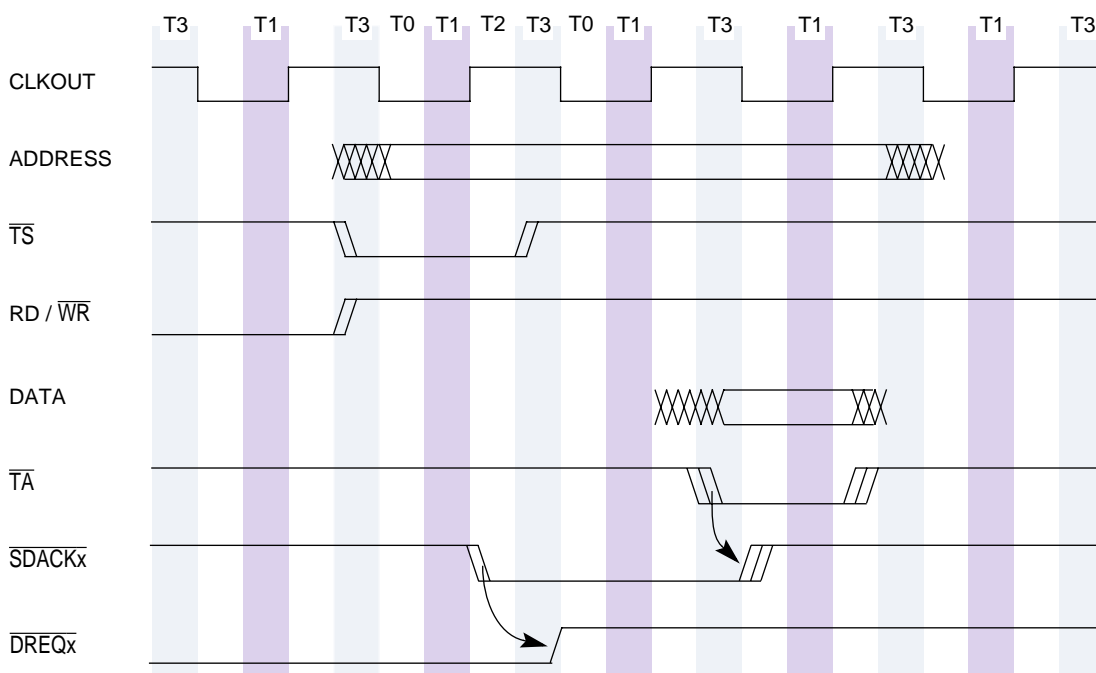 T3 T1 T3 T0 T1 T2 T3 T0 T1 T3 T1 T3 T1 T3
CLKOUT
ADDRESS
TS
RD / WR
DATA
TA
SDACKx
DREQx